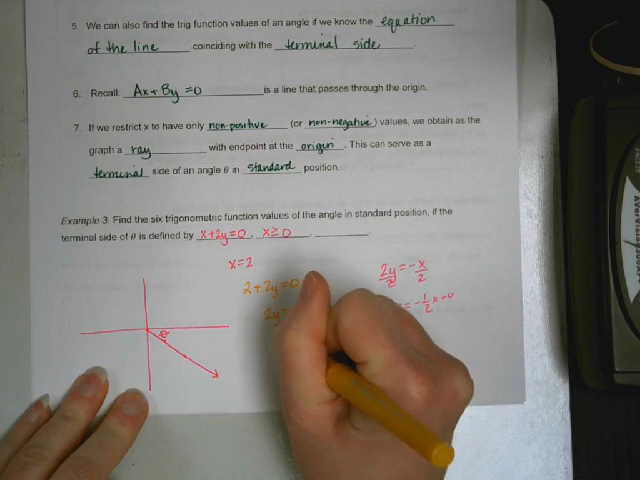 5. We can also find the trig function values of an angle if we know the equation
of the line coinciding with the terminal side.
6. Recall: Ax + By = 0 is a line that passes through the origin.
7. If we restrict x to have only non-positive (or non-negative) values, we obtain as the
graph a ray with endpoint at the origin. This can serve as a
terminal side of an angle θ in standard position.
Example 3. Find the six trigonometric function values of the angle in standard position, if the
terminal side of θ is defined by x+2y=0, x≥0,
x=2
2+2y=0
2y=
2y/2 = -x/2
= -1/2 x+0
θ